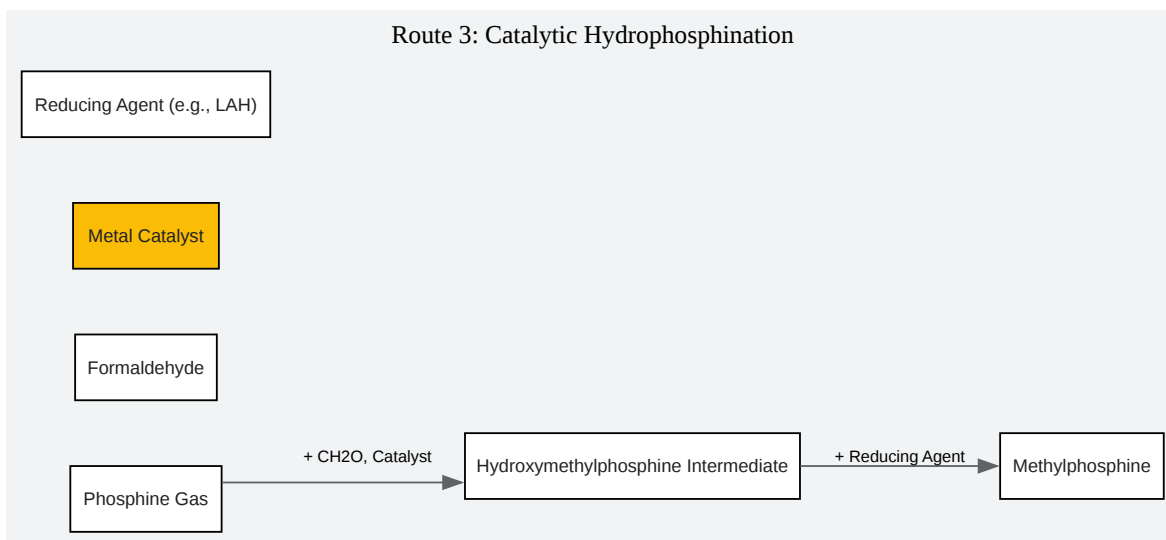 Route 3: Catalytic Hydrophosphination
Reducing Agent (e.g., LAH)
Metal Catalyst
Formaldehyde
Phosphine Gas
+ CH2O, Catalyst
Hydroxymethylphosphine Intermediate
+ Reducing Agent
Methylphosphine